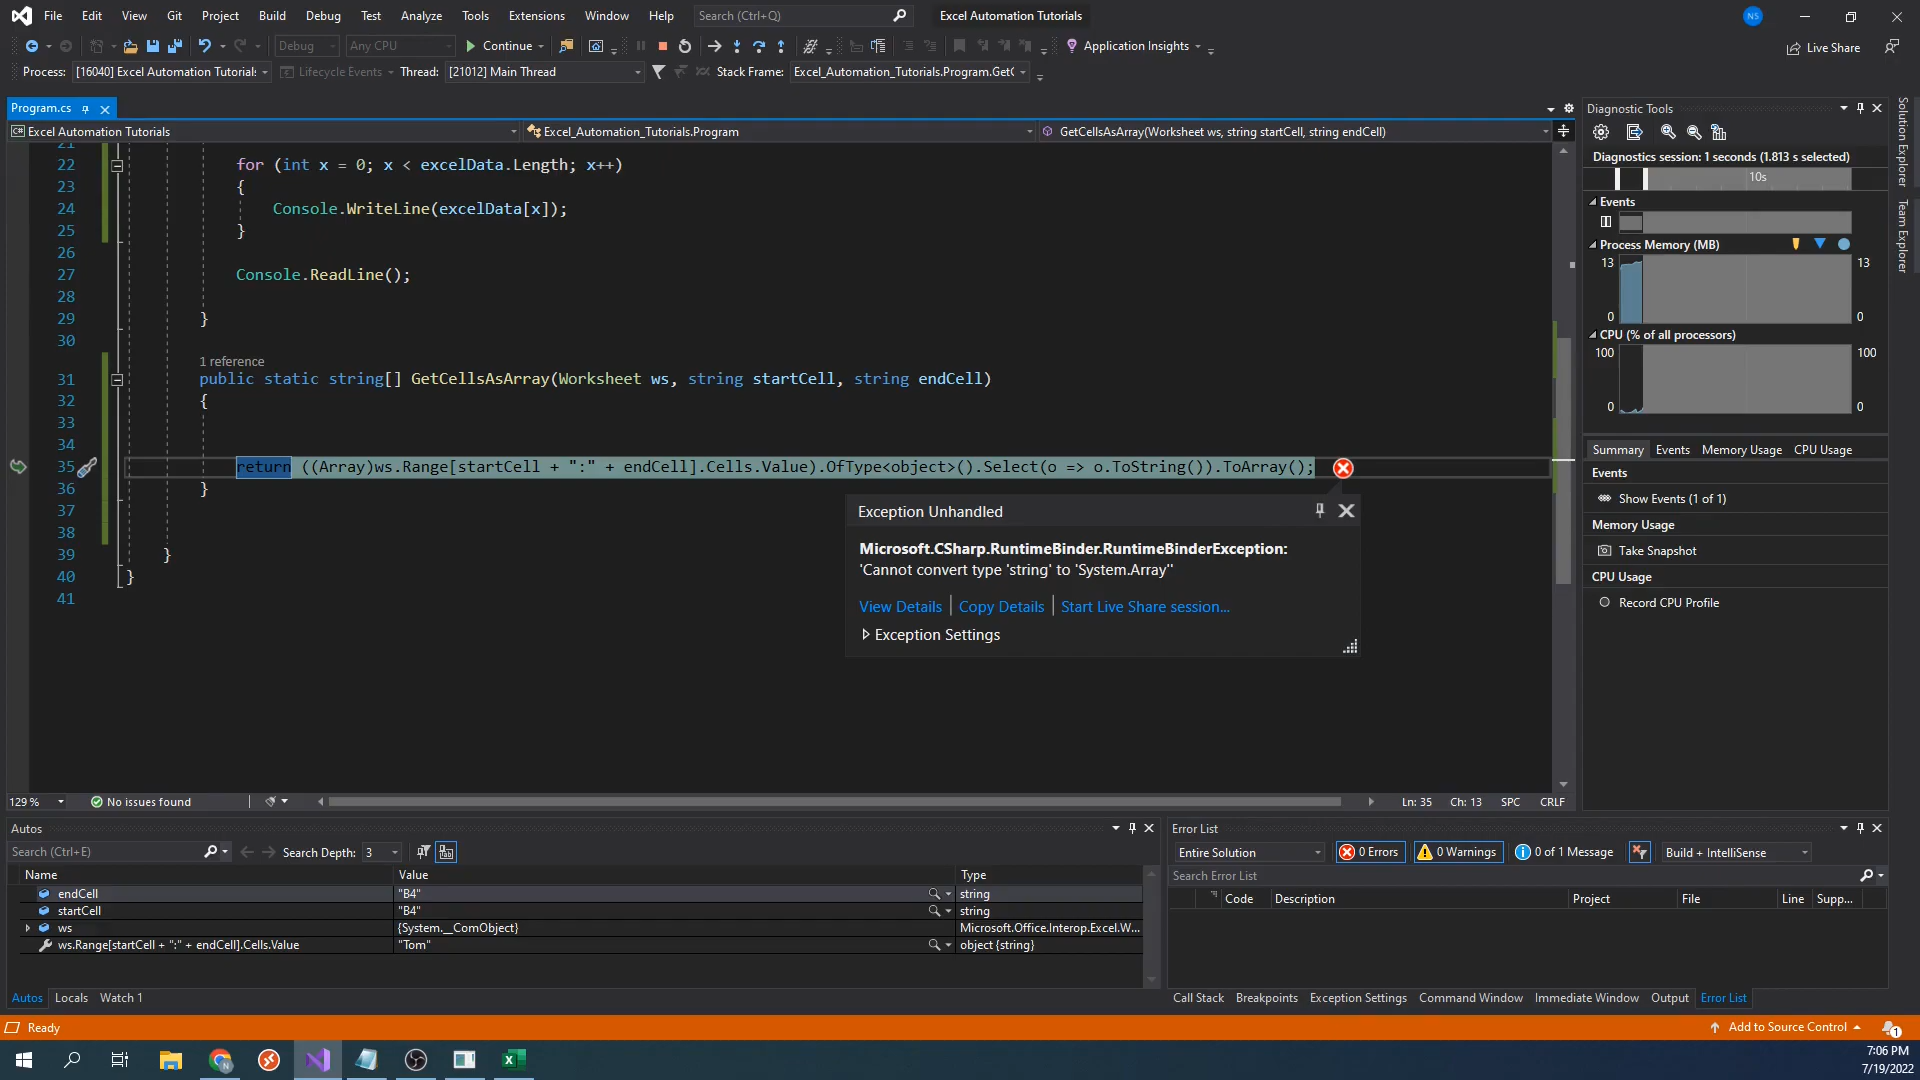 File Edit View Git Project Build Debug Test Analyze Tools Extensions Window Help Search (Ctrl+Q) Excel Automation Tutorials NS
Debug Any CPU Continue Application Insights Live Share
Process: [16040] Excel Automation Tutorials Lifecycle Events Thread: [21012] Main Thread Stack Frame: Excel_Automation_Tutorials.Program.GetC
Program.cs
Excel Automation Tutorials Excel_Automation_Tutorials.Program GetCellsAsArray(Worksheet ws, string startCell, string endCell)
21
22 for (int x = 0; x < excelData.Length; x++)
23 {
24 Console.WriteLine(excelData[x]);
25 }
26
27 Console.ReadLine();
28
29 }
30
1 reference
31 public static string[] GetCellsAsArray(Worksheet ws, string startCell, string endCell)
32 {
33
34
35 return ((Array)ws.Range[startCell + ":" + endCell].Cells.Value).OfType<object>().Select(o => o.ToString()).ToArray();
36 }
37
38
39 }
40 }
41
Exception Unhandled
Microsoft.CSharp.RuntimeBinder.RuntimeBinderException:
'Cannot convert type 'string' to 'System.Array''
View Details | Copy Details | Start Live Share session...
Exception Settings
129 % No issues found Ln: 35 Ch: 13 SPC CRLF
Diagnostic Tools
Diagnostics session: 1 seconds (1.813 s selected)
10s
Events
Process Memory (MB)
13 13
0 0
CPU (% of all processors)
100 100
0 0
Summary Events Memory Usage CPU Usage
Events
Show Events (1 of 1)
Memory Usage
Take Snapshot
CPU Usage
Record CPU Profile
Solution Explorer
Team Explorer
Autos
Search (Ctrl+E) Search Depth: 3
Name Value Type
endCell "B4" string
startCell "B4" string
ws {System.__ComObject} Microsoft.Office.Interop.Excel.W...
ws.Range[startCell + ":" + endCell].Cells.Value "Tom" object {string}
Autos Locals Watch 1
Error List
Entire Solution 0 Errors 0 Warnings 0 of 1 Message Build + IntelliSense
Search Error List
Code Description Project File Line Supp...
Call Stack Breakpoints Exception Settings Command Window Immediate Window Output Error List
Ready Add to Source Control 1
7:06 PM
7/19/2022